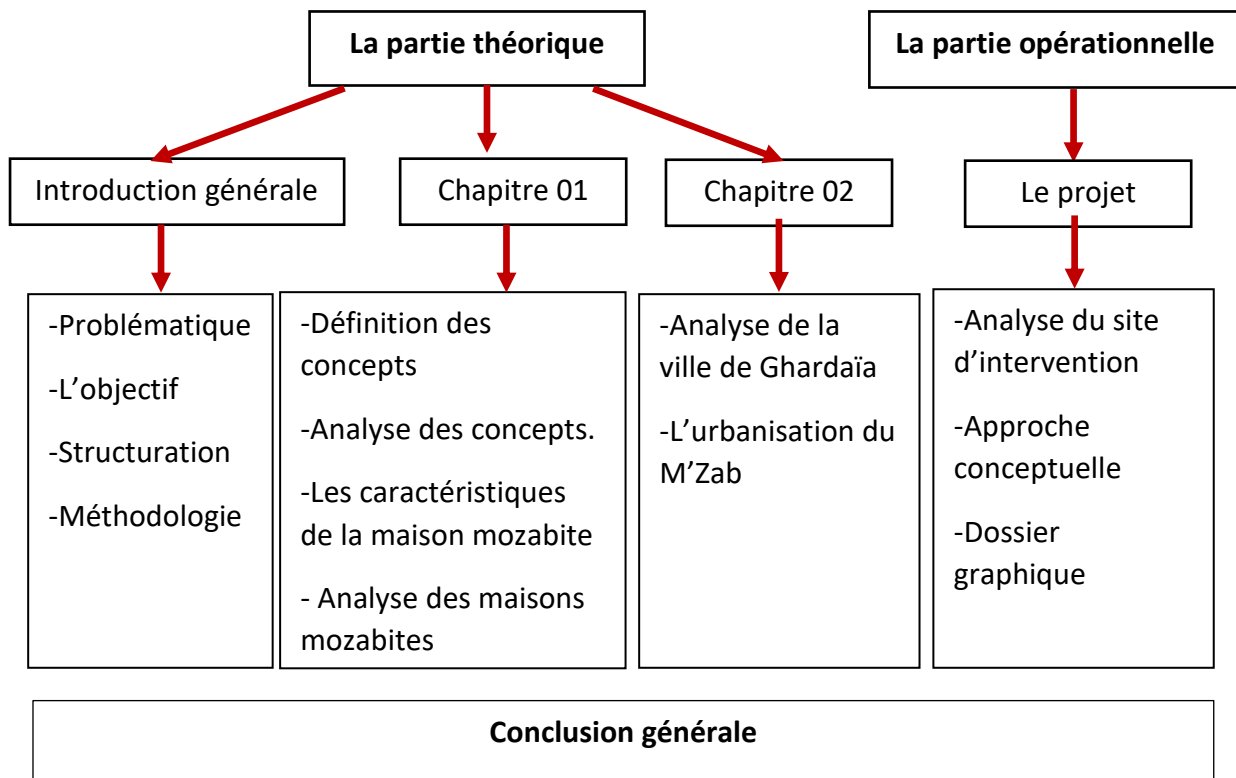 La partie théorique
La partie opérationnelle
Introduction générale
Chapitre 01
Chapitre 02
Le projet
-Problématique
-L’objectif
-Structuration
-Méthodologie
-Définition des
concepts
-Analyse des concepts.
-Les caractéristiques
de la maison mozabite
- Analyse des maisons
mozabites
-Analyse de la
ville de Ghardaïa
-L’urbanisation du
M’Zab
-Analyse du site
d’intervention
-Approche
conceptuelle
-Dossier
graphique
Conclusion générale